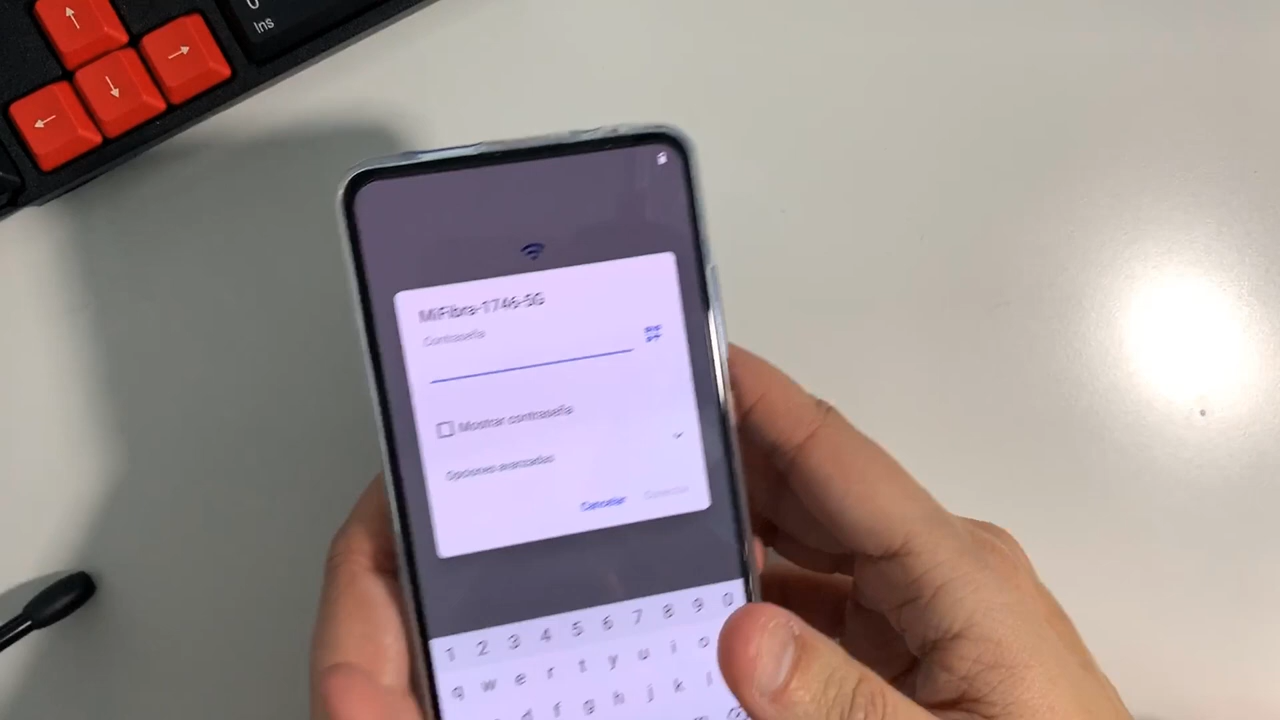 0
Ins
MiFibra-1746-5G
Contraseña
Mostrar contraseña
Opciones avanzadas
Cancelar Conectar
1 2 3 4 5 6 7 8 9 0
q w e r t y u i o
d f g h j k l
m